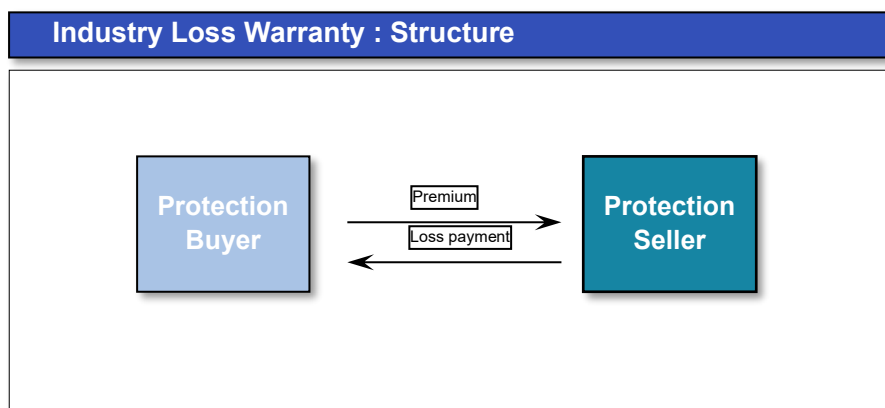 Industry Loss Warranty : Structure
Protection
Buyer
Premium
Loss payment
Protection
Seller